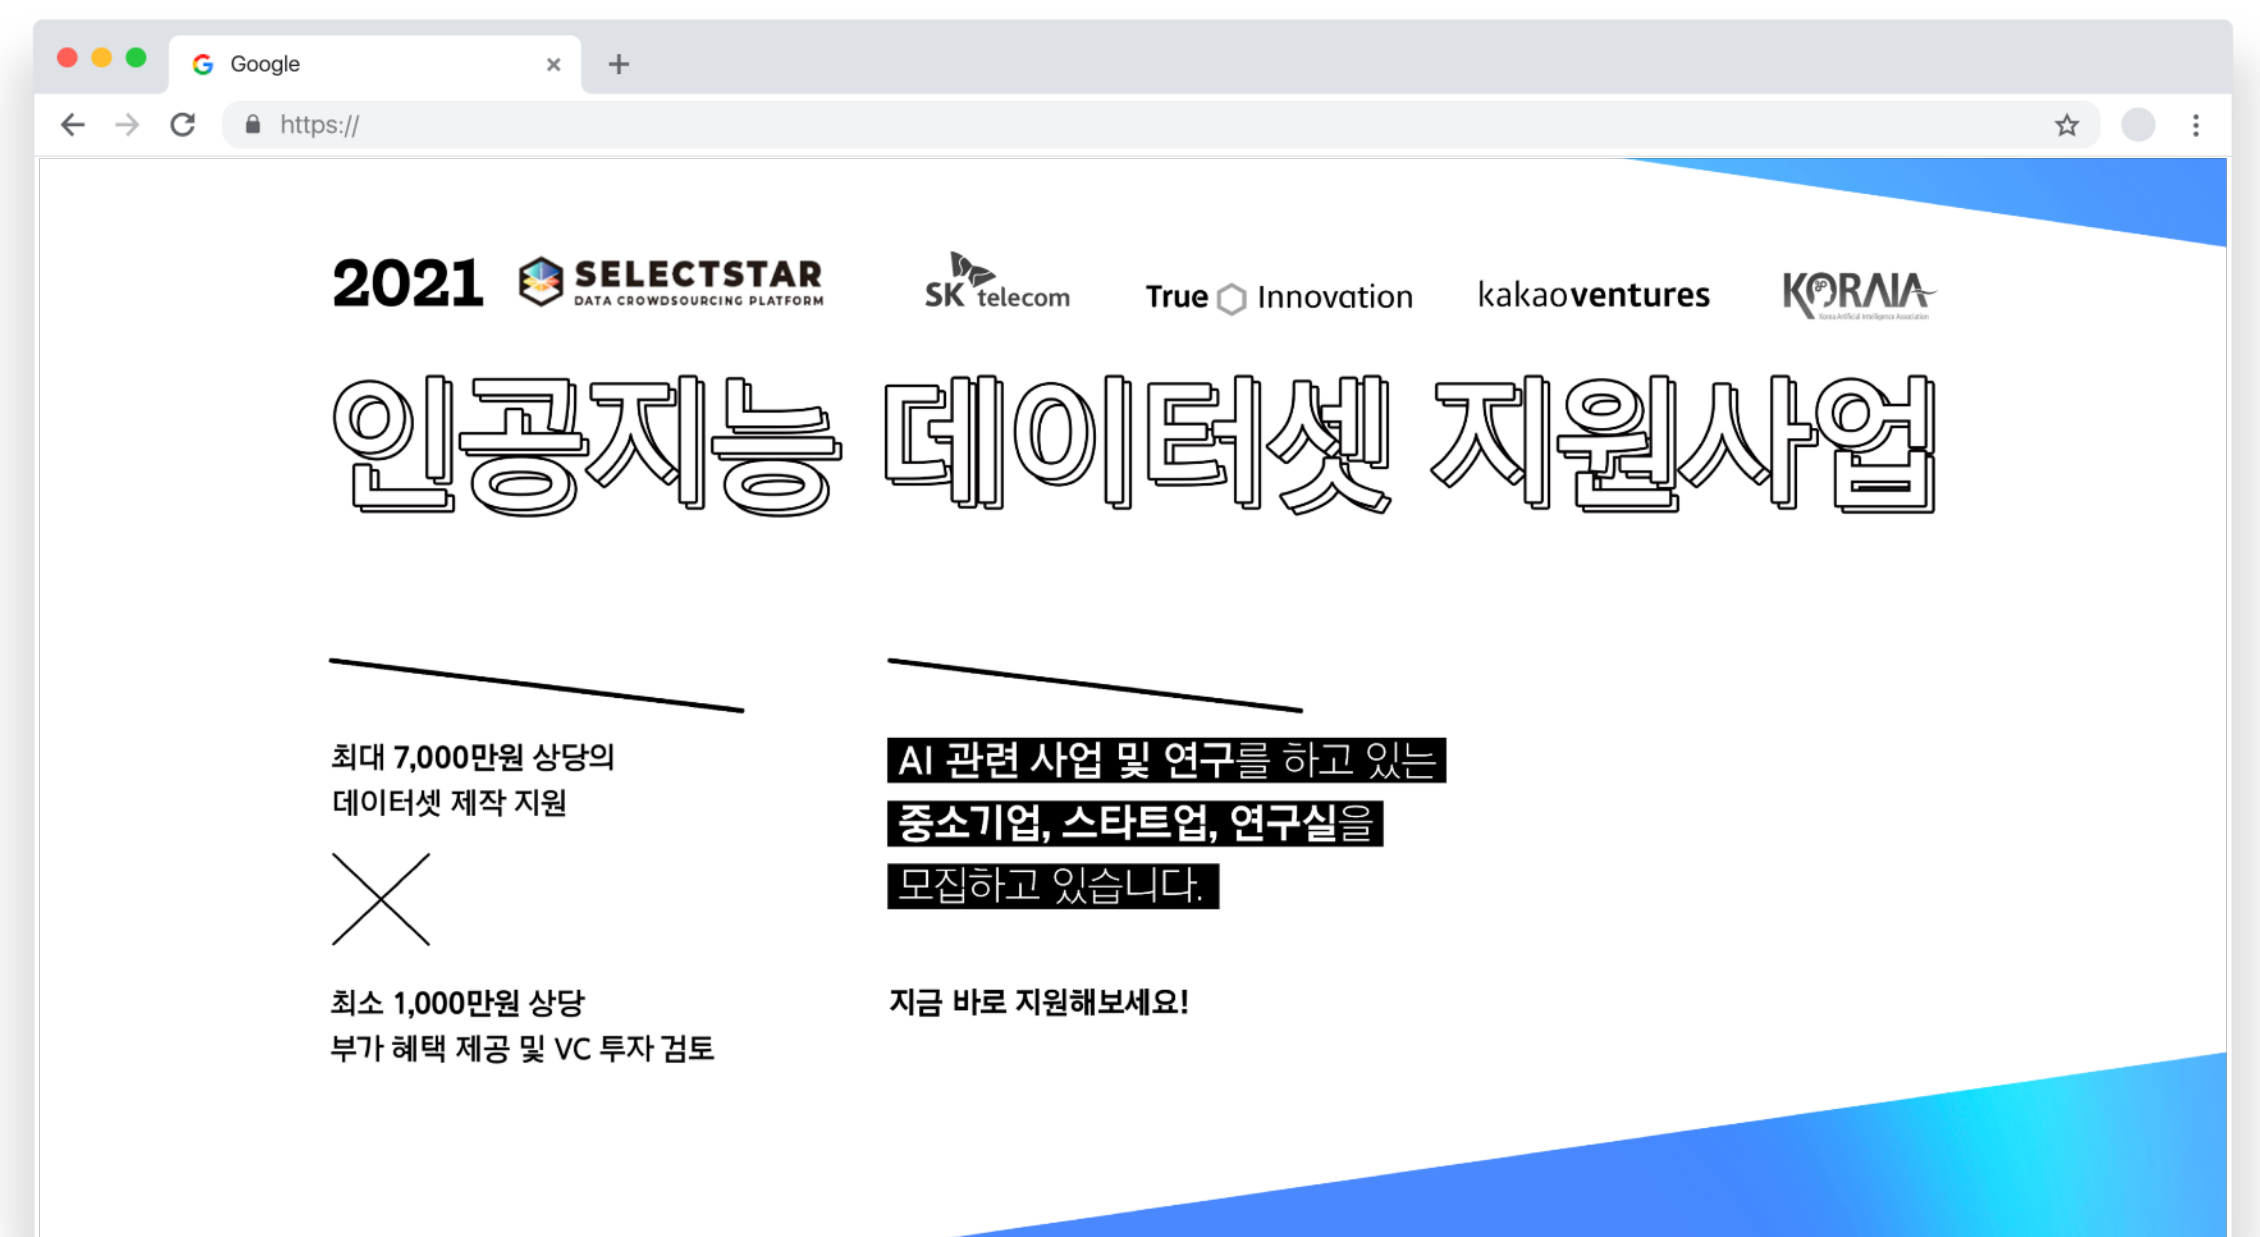 Google
https://
2021 SELECTSTAR
DATA CROWDSOURCING PLATFORM
SK telecom
True Innovation
kakaoventures
KORAIA
Korea Artificial Intelligence Association
인공지능 데이터셋 지원사업
최대 7,000만원 상당의
데이터셋 제작 지원
최소 1,000만원 상당
부가 혜택 제공 및 VC 투자 검토
AI 관련 사업 및 연구를 하고 있는
중소기업, 스타트업, 연구실을
모집하고 있습니다.
지금 바로 지원해보세요!